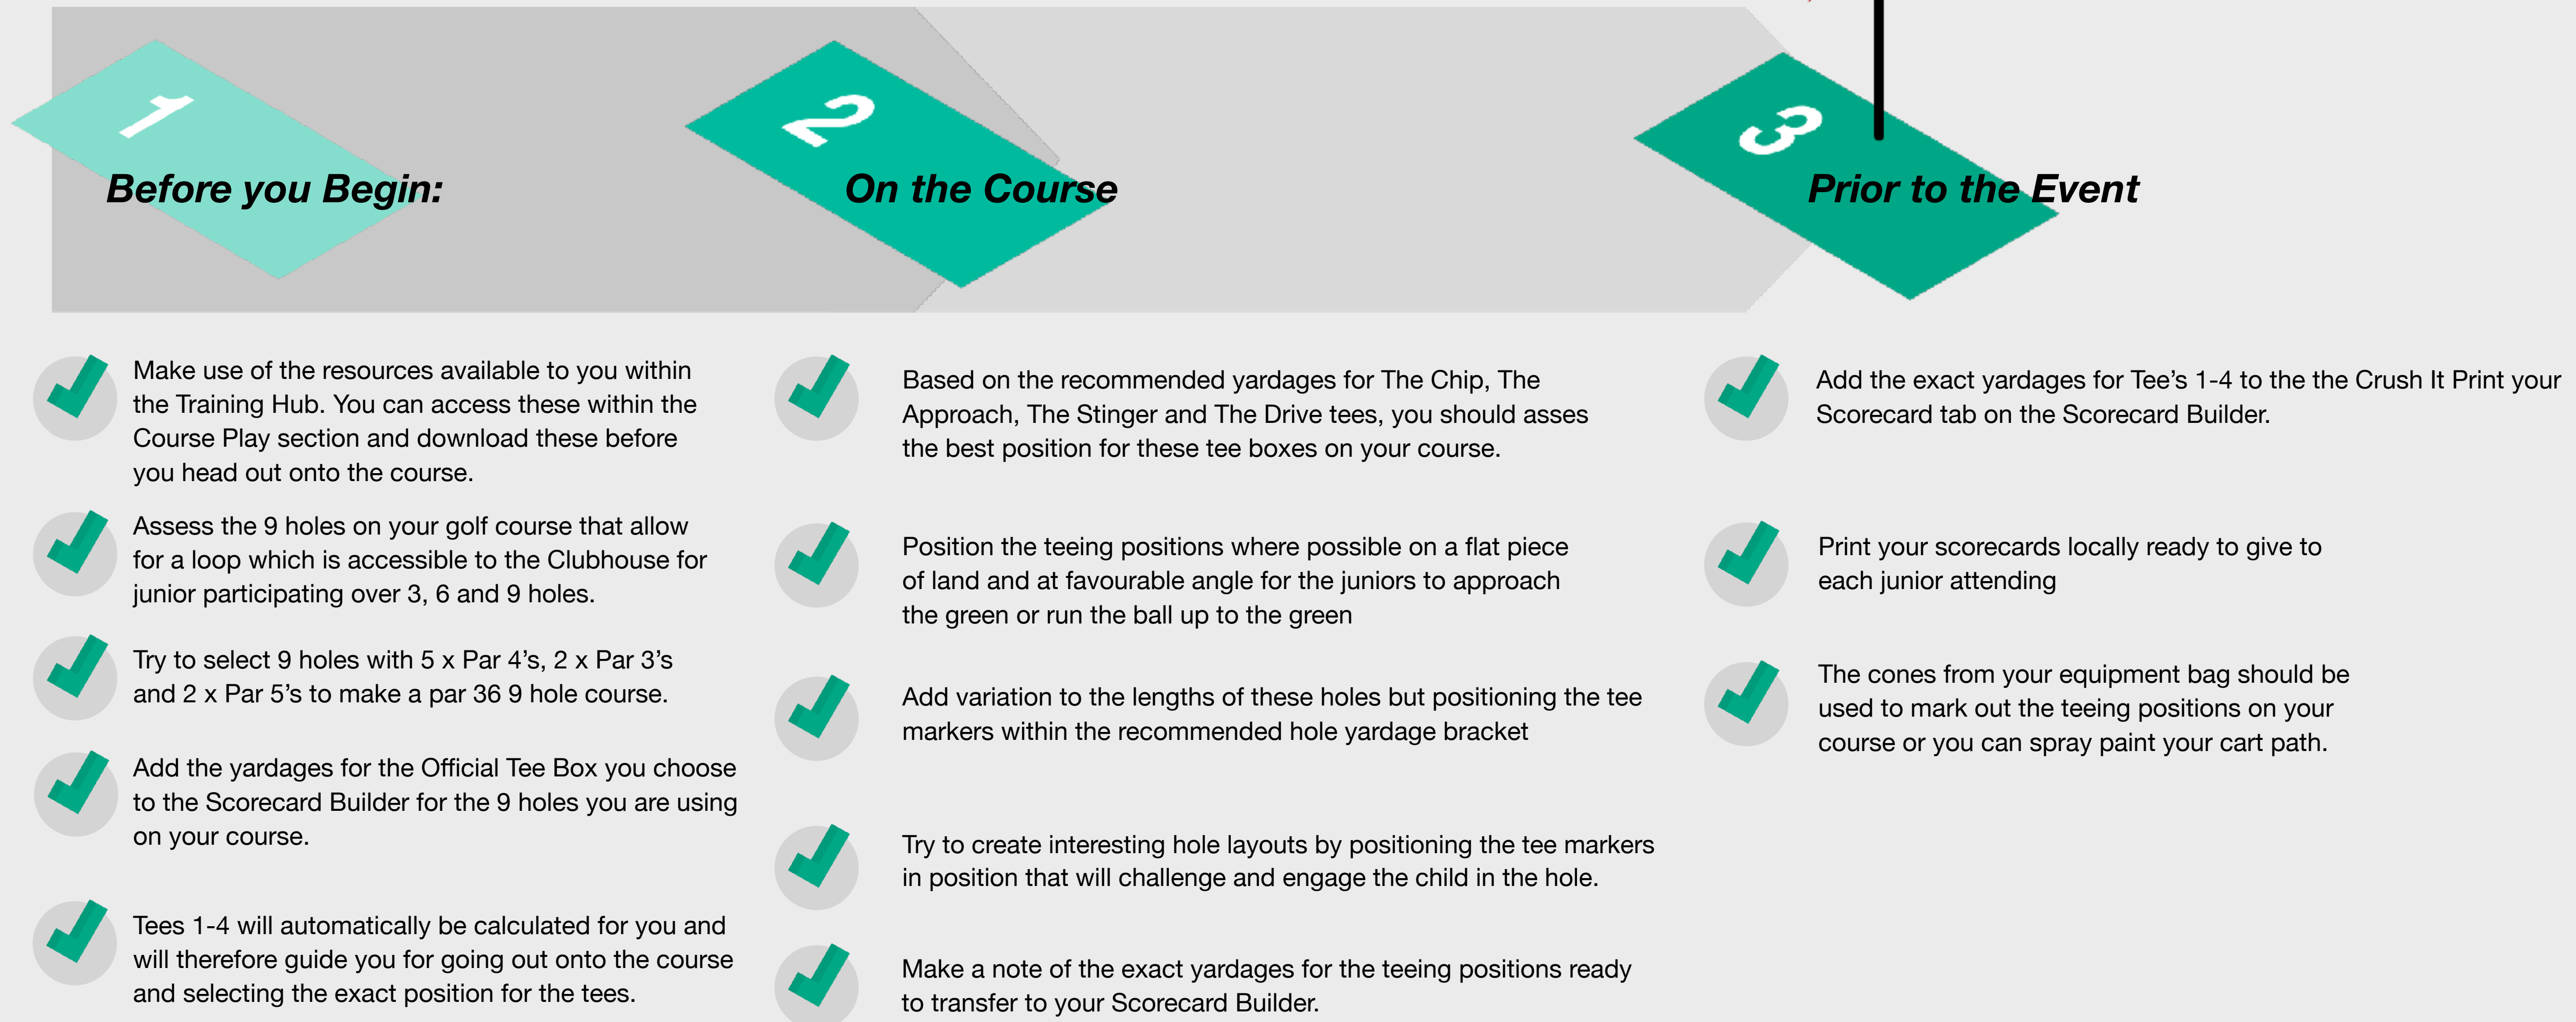 1
Before you Begin:
Make use of the resources available to you within
the Training Hub. You can access these within the
Course Play section and download these before
you head out onto the course.
Assess the 9 holes on your golf course that allow
for a loop which is accessible to the Clubhouse for
junior participating over 3, 6 and 9 holes.
Try to select 9 holes with 5 x Par 4’s, 2 x Par 3’s
and 2 x Par 5’s to make a par 36 9 hole course.
Add the yardages for the Official Tee Box you choose
to the Scorecard Builder for the 9 holes you are using
on your course.
Tees 1-4 will automatically be calculated for you and
will therefore guide you for going out onto the course
and selecting the exact position for the tees.
2
On the Course
Based on the recommended yardages for The Chip, The
Approach, The Stinger and The Drive tees, you should asses
the best position for these tee boxes on your course.
Position the teeing positions where possible on a flat piece
of land and at favourable angle for the juniors to approach
the green or run the ball up to the green
Add variation to the lengths of these holes but positioning the tee
markers within the recommended hole yardage bracket
Try to create interesting hole layouts by positioning the tee markers
in position that will challenge and engage the child in the hole.
Make a note of the exact yardages for the teeing positions ready
to transfer to your Scorecard Builder.
3
Prior to the Event
Add the exact yardages for Tee’s 1-4 to the the Crush It Print your
Scorecard tab on the Scorecard Builder.
Print your scorecards locally ready to give to
each junior attending
The cones from your equipment bag should be
used to mark out the teeing positions on your
course or you can spray paint your cart path.